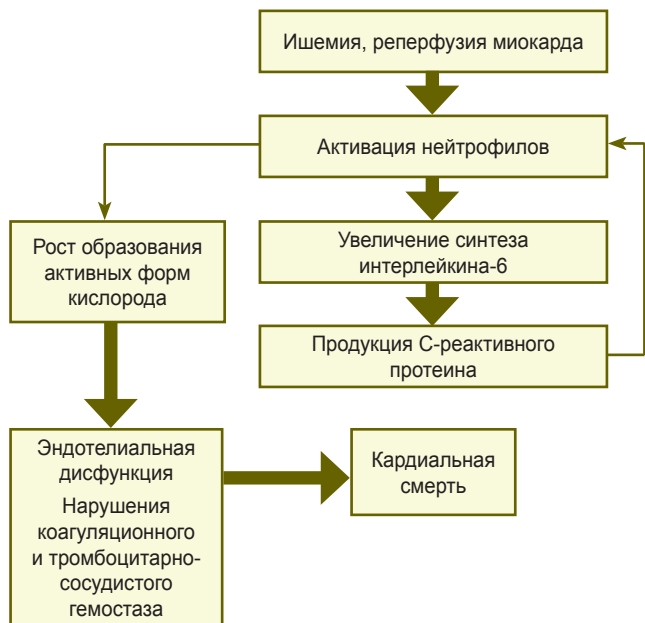 Ишемия, реперфузия миокарда
Активация нейтрофилов
Рост образования
активных форм
кислорода
Увеличение синтеза
интерлейкина-6
Продукция С-реактивного
протеина
Эндотелиальная
дисфункция
Нарушения
коагуляционного
и тромбоцитарно-
сосудистого
гемостаза
Кардиальная
смерть